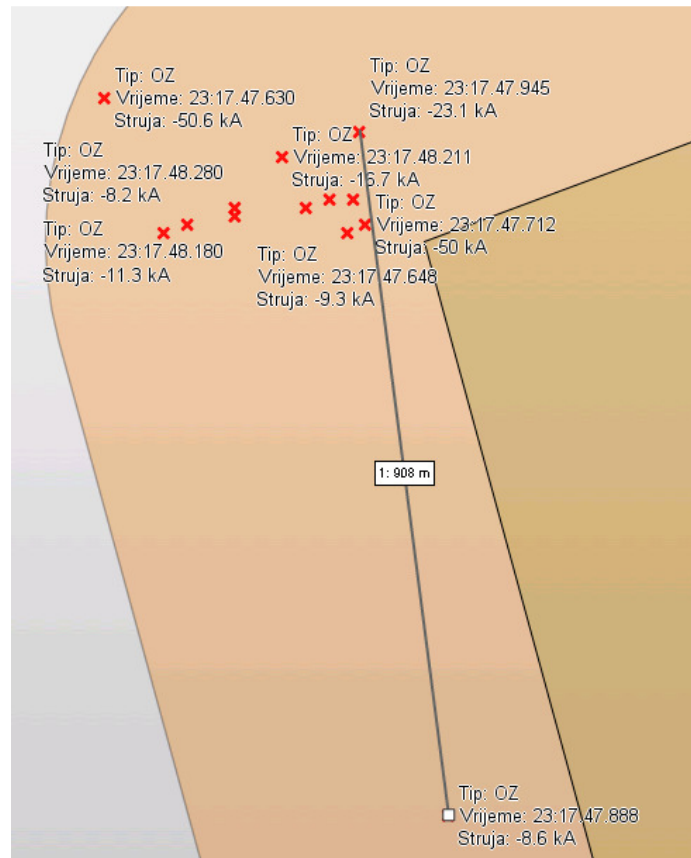 Tip: OZ
Vrijeme: 23:17.47.630
Struja: -50.6 kA
Tip: OZ
Vrijeme: 23:17.47.945
Struja: -23.1 kA
Tip: OZ
Vrijeme: 23:17.48.211
Struja: -16.7 kA
Tip: OZ
Vrijeme: 23:17.48.280
Struja: -8.2 kA
Tip: OZ
Vrijeme: 23:17.47.712
Struja: -50 kA
Tip: OZ
Vrijeme: 23:17.48.180
Struja: -11.3 kA
Tip: OZ
Vrijeme: 23:17.47.648
Struja: -9.3 kA
1: 908 m
Tip: OZ
Vrijeme: 23:17.47.888
Struja: -8.6 kA